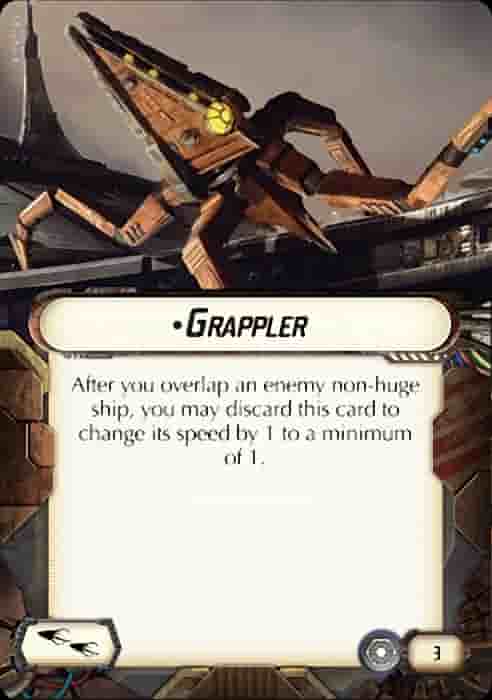 •GRAPPLER
After you overlap an enemy non-huge
ship, you may discard this card to
change its speed by 1 to a minimum
of 1.
3